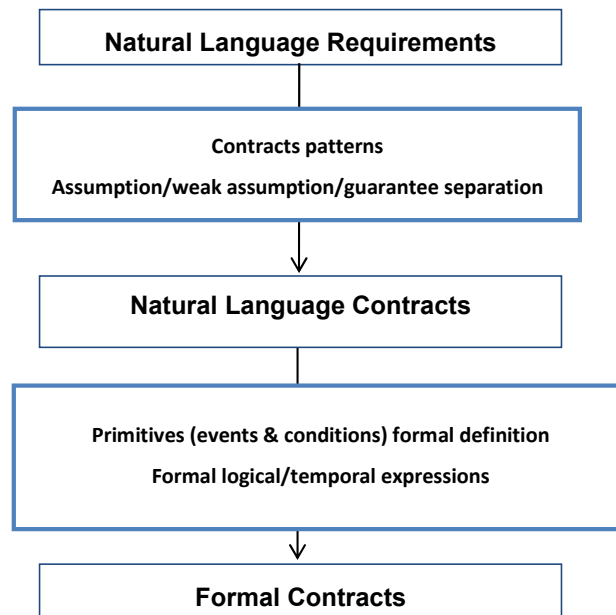 Natural Language Requirements
Contracts patterns
Assumption/weak assumption/guarantee separation
Natural Language Contracts
Primitives (events & conditions) formal definition
Formal logical/temporal expressions
Formal Contracts